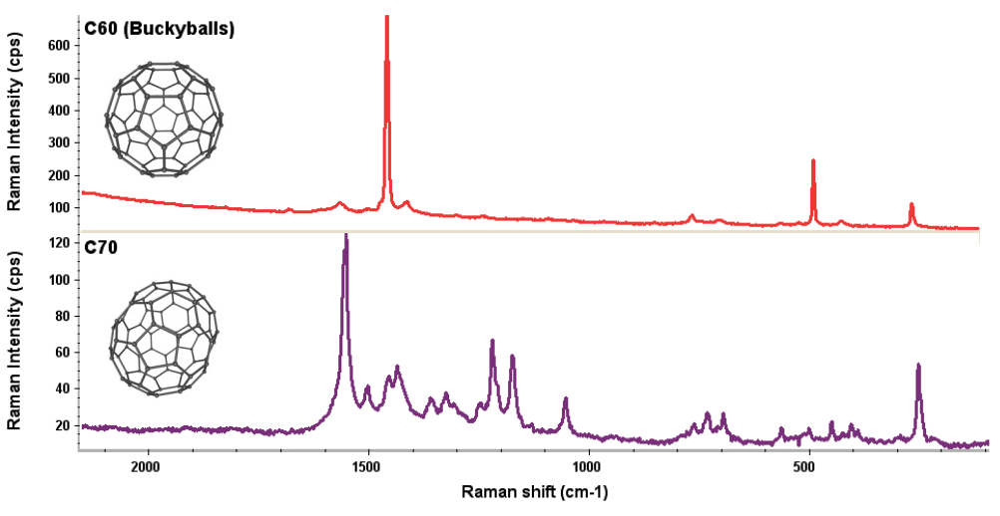 C60 (Buckyballs)
Raman Intensity (cps)
600
500
400
300
200
100
C70
Raman Intensity (cps)
120
100
80
60
40
20
2000 1500 1000 500
Raman shift (cm-1)